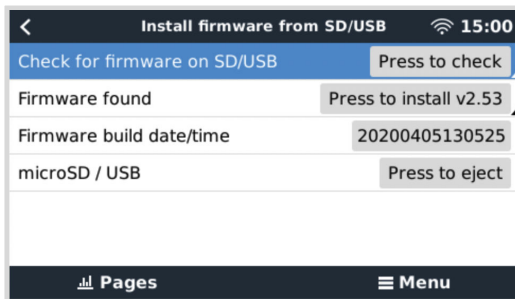 Install firmware from SD/USB 15:00
Check for firmware on SD/USB Press to check
Firmware found Press to install v2.53
Firmware build date/time 20200405130525
microSD / USB Press to eject
Pages Menu